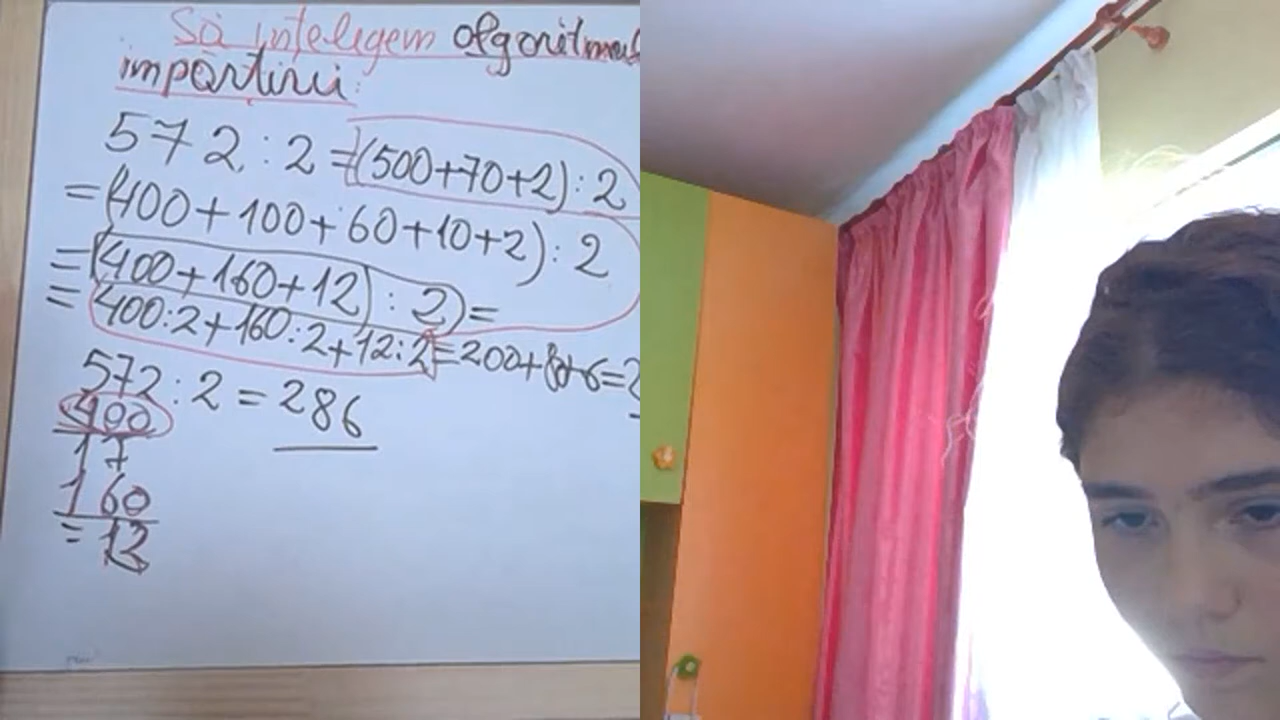 Să înțelegem algoritmul
împărțirii:
572 : 2 = (500+70+2) : 2
= (400 + 100 + 60 + 10 + 2) : 2
= (400 + 160 + 12) : 2) =
= 400:2 + 160:2 + 12:2 = 200+80+6=2
572 : 2 = 286
400
17
160
= 12